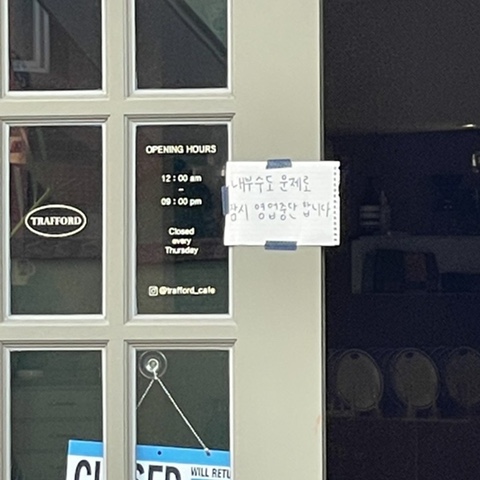 OPENING HOURS
12 : 00 am
-
09 : 00 pm
Closed
every
Thursday
@trafford_cafe
TRAFFORD
내부수도 문제로
잠시 영업중단 합니다
WILL RETU